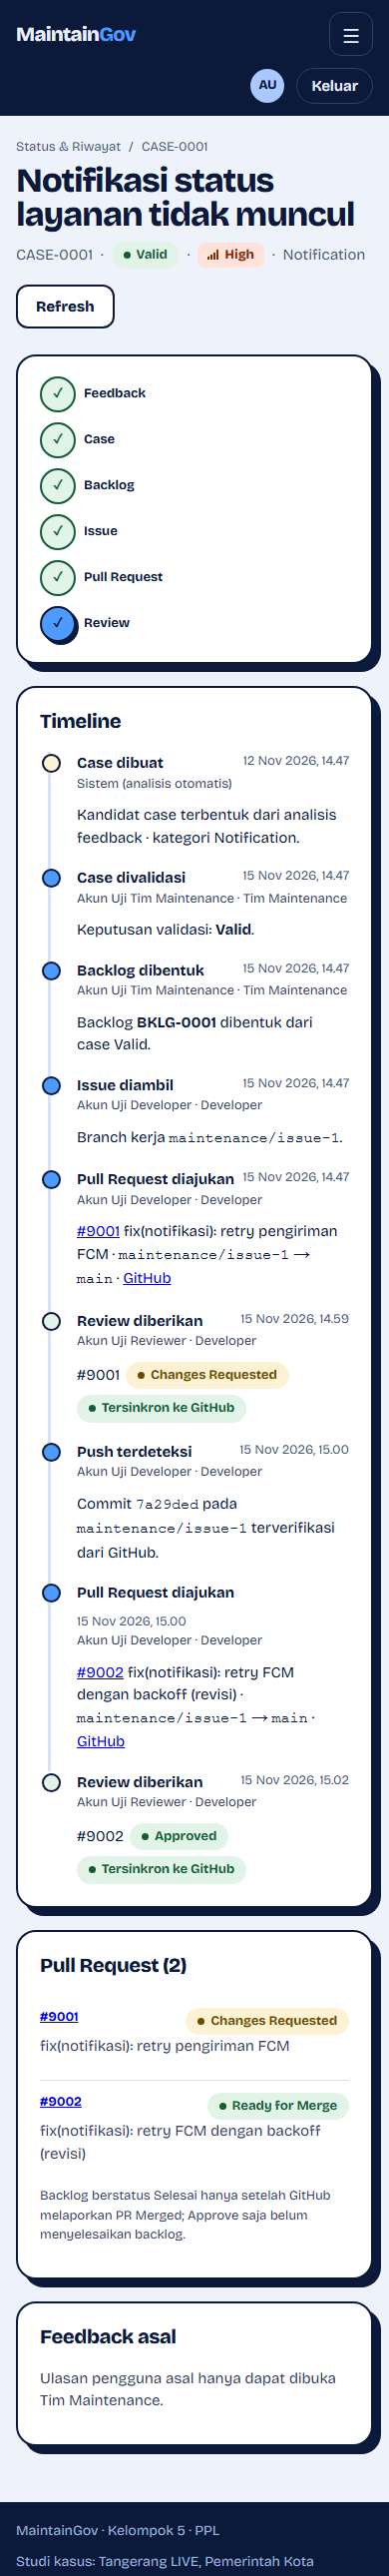 MaintainGov
AU Keluar
Status & Riwayat / CASE-0001
Notifikasi status
layanan tidak muncul
CASE-0001 · Valid · High · Notification
Refresh
✓ Feedback
✓ Case
✓ Backlog
✓ Issue
✓ Pull Request
✓ Review
Timeline
Case dibuat 12 Nov 2026, 14.47
Sistem (analisis otomatis)
Kandidat case terbentuk dari analisis
feedback · kategori Notification.
Case divalidasi 15 Nov 2026, 14.47
Akun Uji Tim Maintenance · Tim Maintenance
Keputusan validasi: Valid.
Backlog dibentuk 15 Nov 2026, 14.47
Akun Uji Tim Maintenance · Tim Maintenance
Backlog BKLG-0001 dibentuk dari
case Valid.
Issue diambil 15 Nov 2026, 14.47
Akun Uji Developer · Developer
Branch kerja maintenance/issue-1.
Pull Request diajukan 15 Nov 2026, 14.47
Akun Uji Developer · Developer
#9001 fix(notifikasi): retry pengiriman
FCM · maintenance/issue-1 →
main · GitHub
Review diberikan 15 Nov 2026, 14.59
Akun Uji Reviewer · Developer
#9001 Changes Requested
Tersinkron ke GitHub
Push terdeteksi 15 Nov 2026, 15.00
Akun Uji Developer · Developer
Commit 7a29ded pada
maintenance/issue-1 terverifikasi
dari GitHub.
Pull Request diajukan
15 Nov 2026, 15.00
Akun Uji Developer · Developer
#9002 fix(notifikasi): retry FCM
dengan backoff (revisi) ·
maintenance/issue-1 → main ·
GitHub
Review diberikan 15 Nov 2026, 15.02
Akun Uji Reviewer · Developer
#9002 Approved
Tersinkron ke GitHub
Pull Request (2)
#9001 Changes Requested
fix(notifikasi): retry pengiriman FCM
#9002 Ready for Merge
fix(notifikasi): retry FCM dengan backoff
(revisi)
Backlog berstatus Selesai hanya setelah GitHub
melaporkan PR Merged; Approve saja belum
menyelesaikan backlog.
Feedback asal
Ulasan pengguna asal hanya dapat dibuka
Tim Maintenance.
MaintainGov · Kelompok 5 · PPL
Studi kasus: Tangerang LIVE, Pemerintah Kota